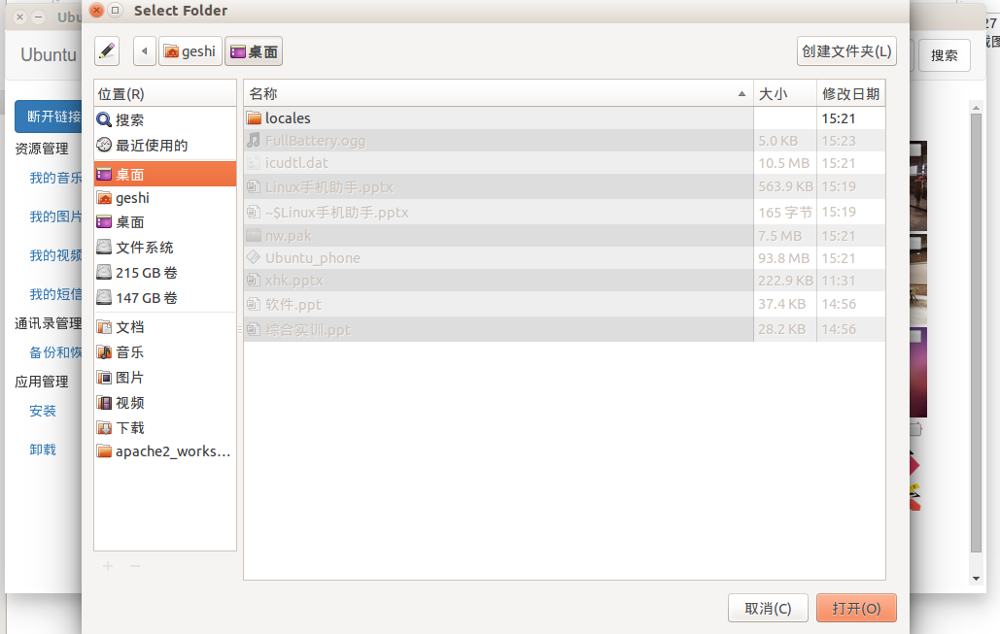 Ubu
Select Folder
27
Ubuntu
geshi
桌面
创建文件夹(L)
搜索
断开链接
资源管理
我的音乐
我的图片
我的视频
我的短信
通讯录管理
备份和恢
应用管理
安装
卸载
位置(R)
搜索
最近使用的
桌面
geshi
桌面
文件系统
215 GB 卷
147 GB 卷
文档
音乐
图片
视频
下载
apache2_works...
名称 大小 修改日期
locales 15:21
FullBattery.ogg 5.0 KB 15:23
icudtl.dat 10.5 MB 15:21
Linux手机助手.pptx 563.9 KB 15:19
~$Linux手机助手.pptx 165 字节 15:19
nw.pak 7.5 MB 15:21
Ubuntu_phone 93.8 MB 15:21
xhk.pptx 222.9 KB 11:31
软件.ppt 37.4 KB 14:56
综合实训.ppt 28.2 KB 14:56
取消(C)
打开(O)